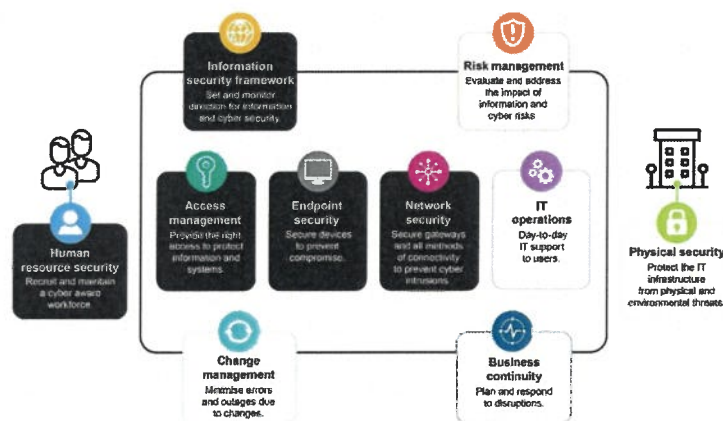 Information
security framework
Set and monitor
direction for information
and cyber security.
Risk management
Evaluate and address
the impact of
information and
cyber risks
Human
resource security
Recruit and maintain
a cyber aware
workforce.
Access
management
Provide the right
access to protect
information and
systems.
Endpoint
security
Secure devices
to prevent
compromise.
Network
security
Secure gateways
and all methods
of connectivity
to prevent cyber
intrusions.
IT
operations
Day-to-day
IT support
to users.
Physical security
Protect the IT
infrastructure
from physical and
environmental threats.
Change
management
Minimise errors
and outages due
to changes.
Business
continuity
Plan and respond
to disruptions.